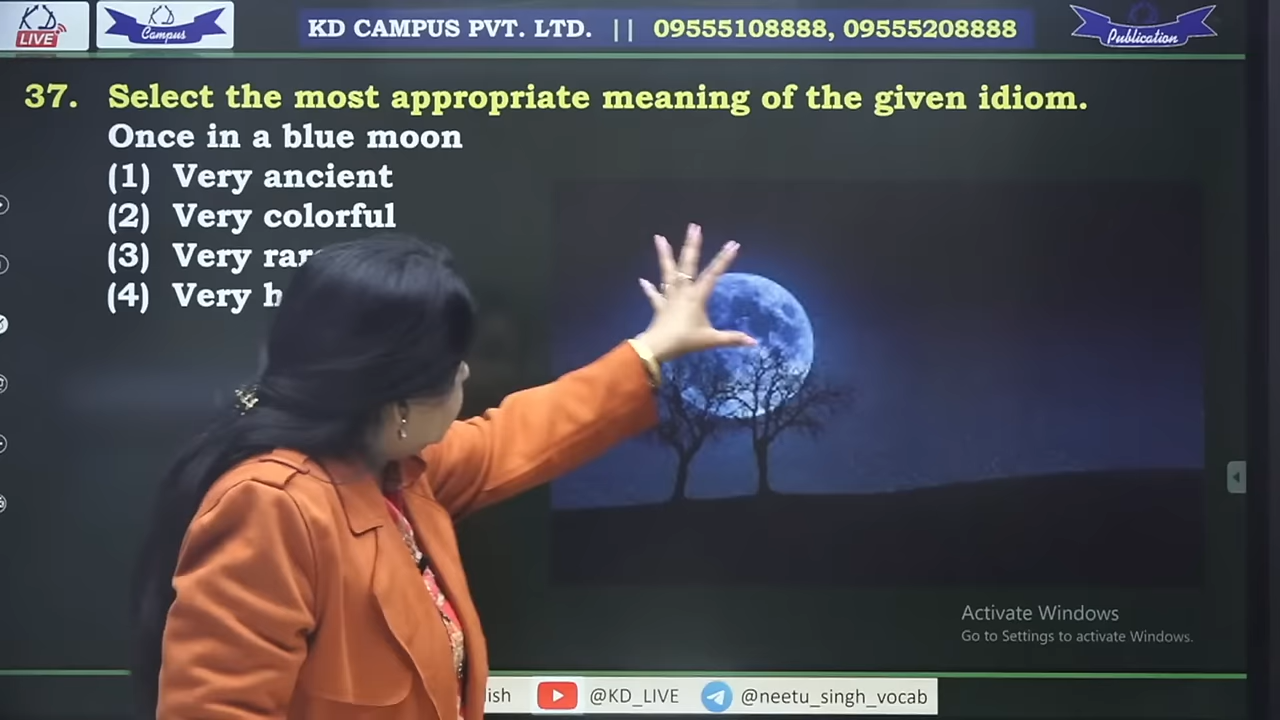 KD
LIVE
KD
Campus
KD CAMPUS PVT. LTD. || 09555108888, 09555208888
Publication
37. Select the most appropriate meaning of the given idiom.
Once in a blue moon
(1) Very ancient
(2) Very colorful
(3) Very
(4) Very
Activate Windows
Go to Settings to activate Windows.
@KD_LIVE
@neetu_singh_vocab